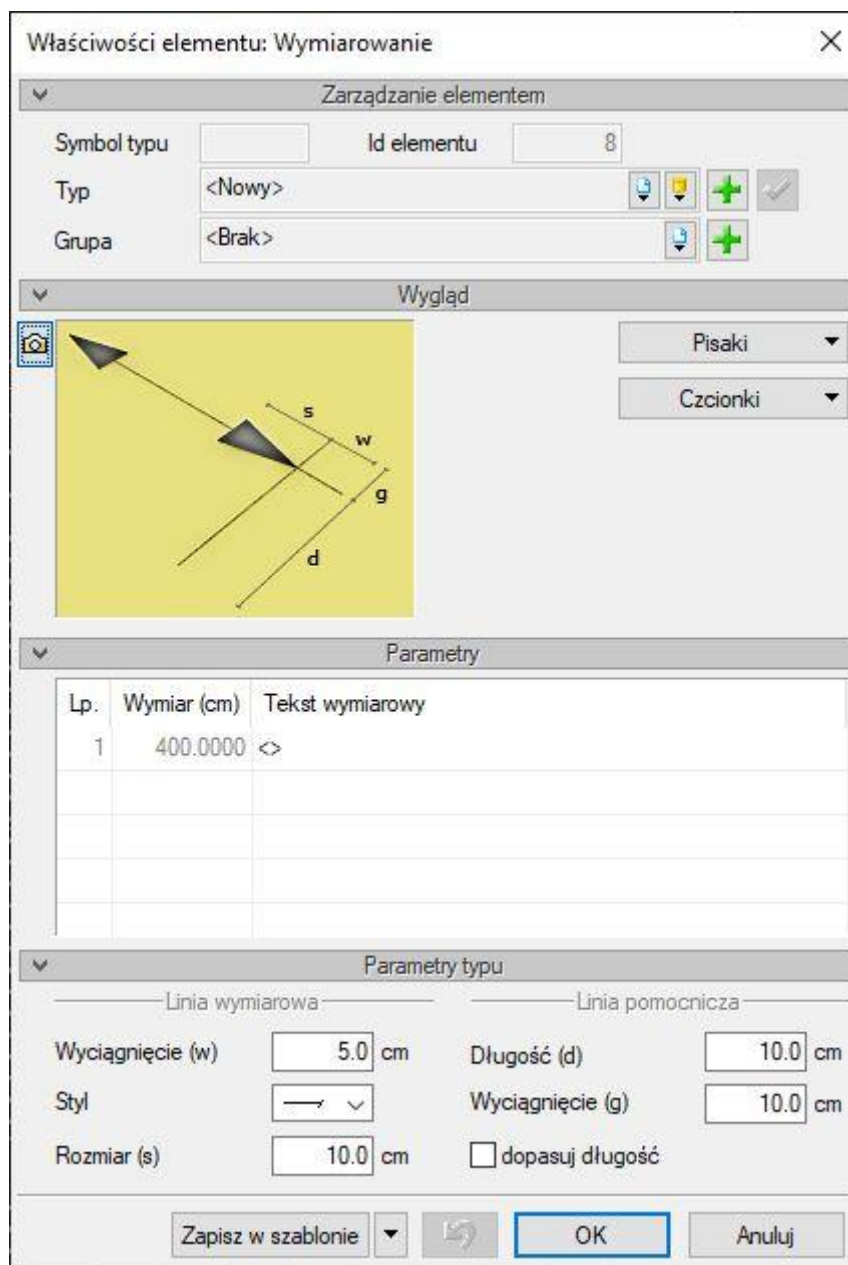 Właściwości elementu: Wymiarowanie
Zarządzanie elementem
Symbol typu Id elementu 8
Typ <Nowy>
Grupa <Brak>
Wygląd
Pisaki
Czcionki
s
w
g
d
Parametry
Lp. Wymiar (cm) Tekst wymiarowy
1 400.0000 <>
Parametry typu
Linia wymiarowa Linia pomocnicza
Wyciągnięcie (w) 5.0 cm Długość (d) 10.0 cm
Styl Wyciągnięcie (g) 10.0 cm
Rozmiar (s) 10.0 cm dopasuj długość
Zapisz w szablonie OK Anuluj